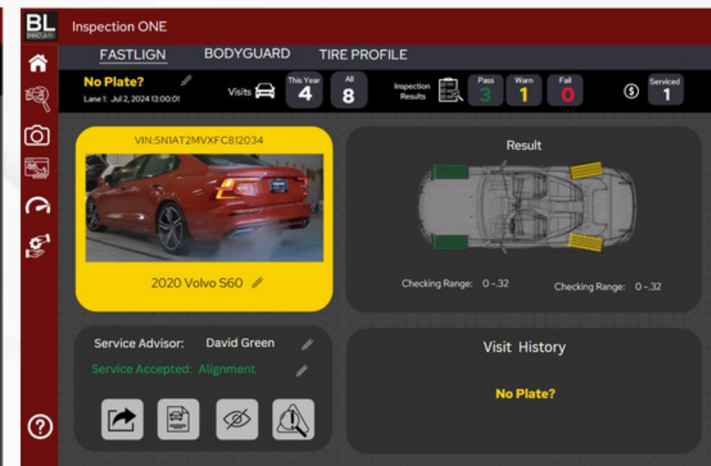 BL
Inspection ONE
FASTLIGN BODYGUARD TIRE PROFILE
No Plate?
Lane 1: Jul 2, 2024 13:00:01
Visits
This Year
4
All
8
Inspection
Results
Pass
3
Warn
1
Fail
0
Serviced
1
VIN:5N1AT2MVXFC812034
2020 Volvo S60
Result
Checking Range: 0 -.32
Checking Range: 0 -.32
Service Advisor: David Green
Service Accepted: Alignment
Visit History
No Plate?